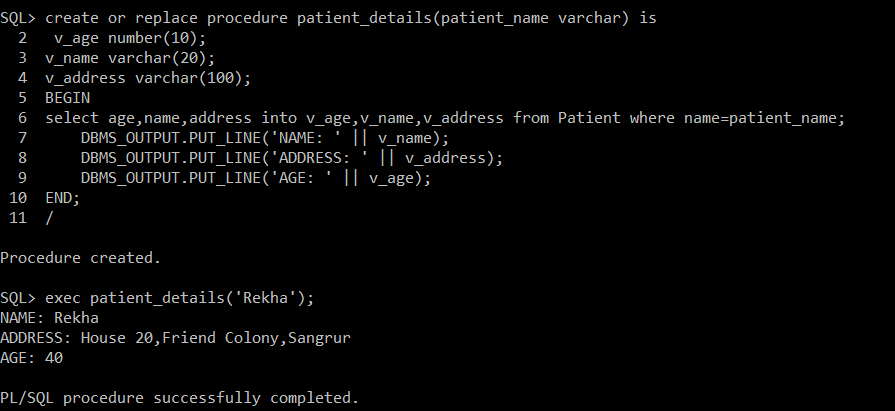 SQL> create or replace procedure patient_details(patient_name varchar) is
  2   v_age number(10);
  3  v_name varchar(20);
  4  v_address varchar(100);
  5  BEGIN
  6  select age,name,address into v_age,v_name,v_address from Patient where name=patient_name;
  7      DBMS_OUTPUT.PUT_LINE('NAME: ' || v_name);
  8      DBMS_OUTPUT.PUT_LINE('ADDRESS: ' || v_address);
  9      DBMS_OUTPUT.PUT_LINE('AGE: ' || v_age);
 10  END;
 11  /
Procedure created.
SQL> exec patient_details('Rekha');
NAME: Rekha
ADDRESS: House 20,Friend Colony,Sangrur
AGE: 40
PL/SQL procedure successfully completed.